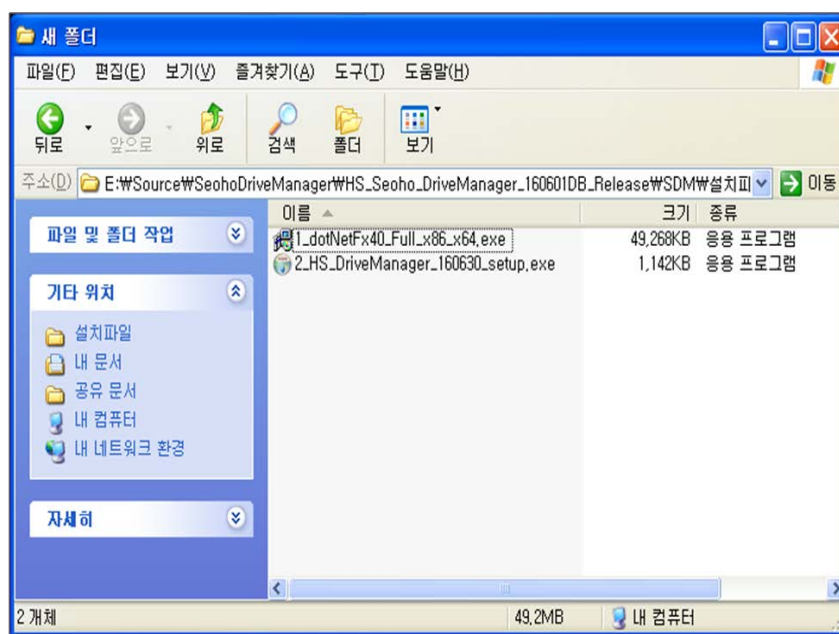 새 폴더
파일(F) 편집(E) 보기(V) 즐겨찾기(A) 도구(T) 도움말(H)
뒤로 앞으로 위로 검색 폴더 보기
주소(D) E:₩Source₩SeohoDriveManager₩HS_Seoho_DriveManager_160601DB_Release₩SDM₩설치피 이동
파일 및 폴더 작업
기타 위치
설치파일
내 문서
공유 문서
내 컴퓨터
내 네트워크 환경
자세히
이름 크기 종류
1_dotNetFx40_Full_x86_x64.exe 49,268KB 응용 프로그램
2_HS_DriveManager_160630_setup.exe 1,142KB 응용 프로그램
2 개체 49,2MB 내 컴퓨터